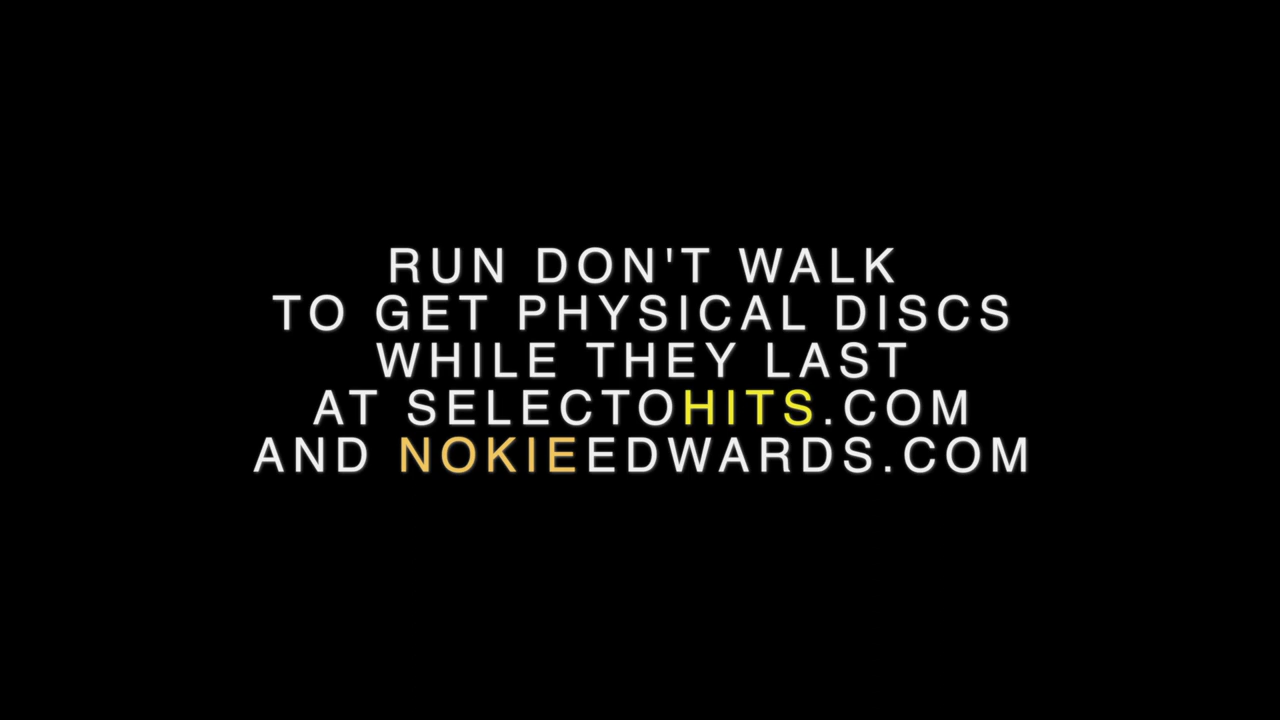 RUN DON'T WALK
TO GET PHYSICAL DISCS
WHILE THEY LAST
AT SELECTOHITS.COM
AND NOKIEEDWARDS.COM